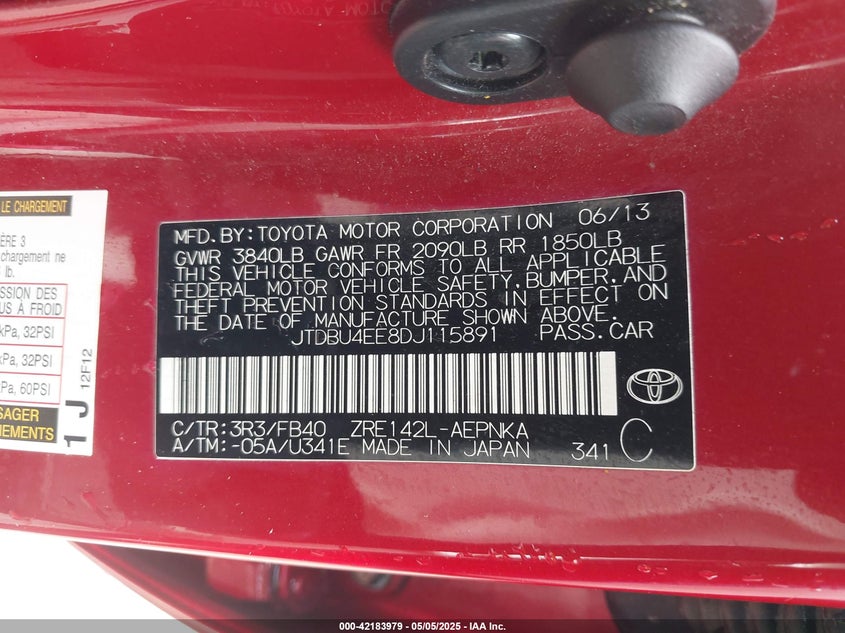 MFD. BY: TOYOTA MOTOR CORPORATION 06/13
GVWR 3840LB GAWR FR 2090LB RR 1850LB
THIS VEHICLE CONFORMS TO ALL APPLICABLE
FEDERAL MOTOR VEHICLE SAFETY, BUMPER, AND
THEFT PREVENTION STANDARDS IN EFFECT ON
THE DATE OF MANUFACTURE SHOWN ABOVE.
JTDBU4EE8DJ115891 PASS.CAR
C/TR:3R3/FB40 ZRE142L-AEPNKA
A/TM:-05A/U341E MADE IN JAPAN 341 C
LE CHARGEMENT
ÈRE 3
chargement ne
lb.
SSION DES
US À FROID
kPa, 32PSI
kPa, 32PSI
Pa, 60PSI
SAGER
NEMENTS
1 J 12F12
000-42183979 - 05/05/2025 - IAA Inc.